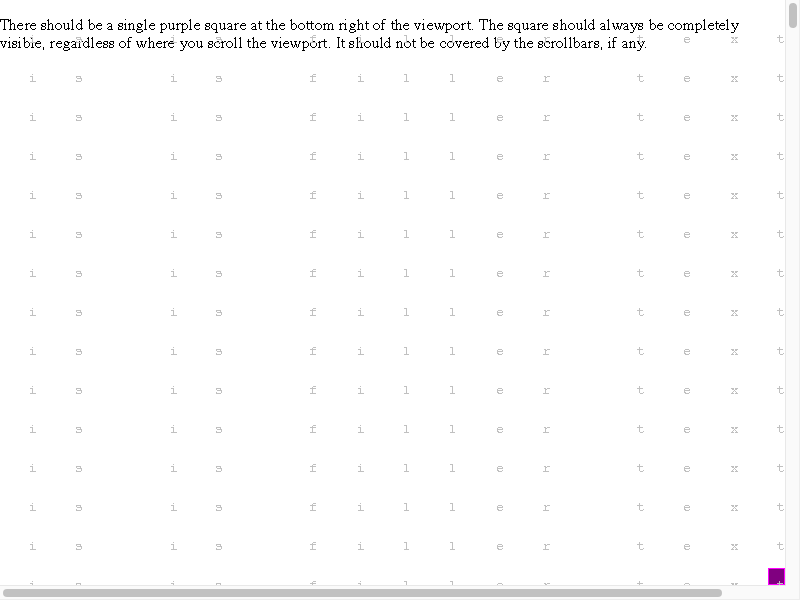 There should be a single purple square at the bottom right of the viewport. The square should always be completely
visible, regardless of where you scroll the viewport. It should not be covered by the scrollbars, if any.
i s i s f i l l e r t e x t
i s i s f i l l e r t e x t
i s i s f i l l e r t e x t
i s i s f i l l e r t e x t
i s i s f i l l e r t e x t
i s i s f i l l e r t e x t
i s i s f i l l e r t e x t
i s i s f i l l e r t e x t
i s i s f i l l e r t e x t
i s i s f i l l e r t e x t
i s i s f i l l e r t e x t
i s i s f i l l e r t e x t
i s i s f i l l e r t e x t
i s i s f i l l e r t e x t